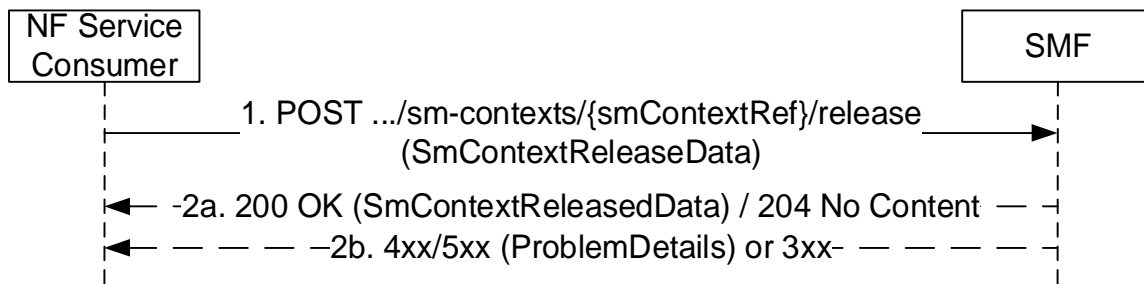 NF Service
Consumer
SMF
1. POST .../sm-contexts/{smContextRef}/release
(SmContextReleaseData)
2a. 200 OK (SmContextReleasedData) / 204 No Content
2b. 4xx/5xx (ProblemDetails) or 3xx